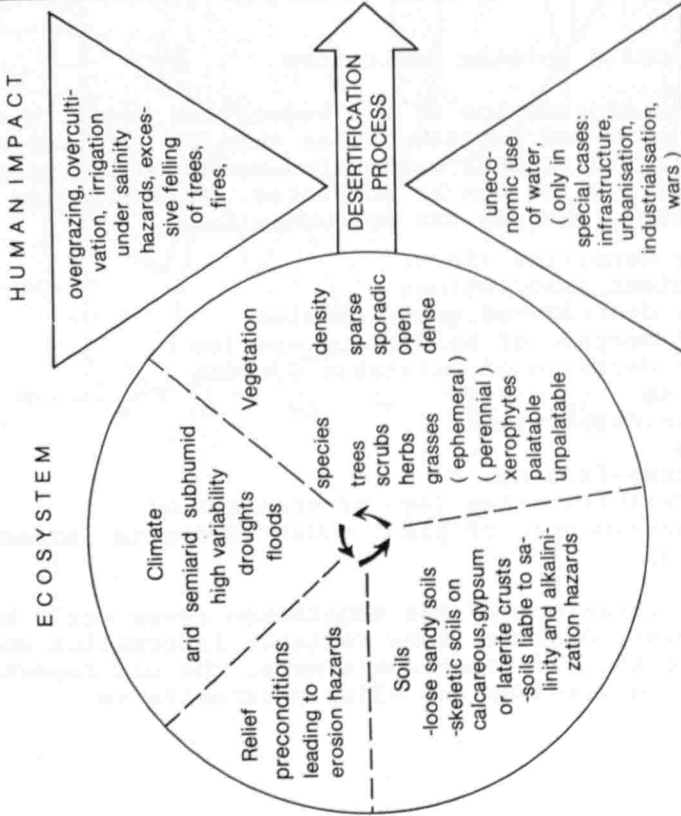 ECOSYSTEM
HUMAN IMPACT
Climate
arid, semiarid, subhumid
high variability
droughts
floods
Relief
preconditions
leading to
erosion hazards
Soils
-loose sandy soils
-skeletic soils on
calcareous,gypsum
or laterite crusts
-soils liable to sa-
linity and alkalini-
zation hazards
Vegetation
species
trees
scrubs
herbs
grasses
( ephemeral )
( perennial )
xerophytes
palatable
unpalatable
density
sparse
sporadic
open
dense
overgrazing, overculti-
vation, irrigation
under salinity
hazards, exces-
sive felling
of trees,
fires,
DESERTIFICATION
PROCESS
uneco-
nomic use
of water,
( only in
special cases:
infrastructure,
urbanisation,
industrialisation,
wars )